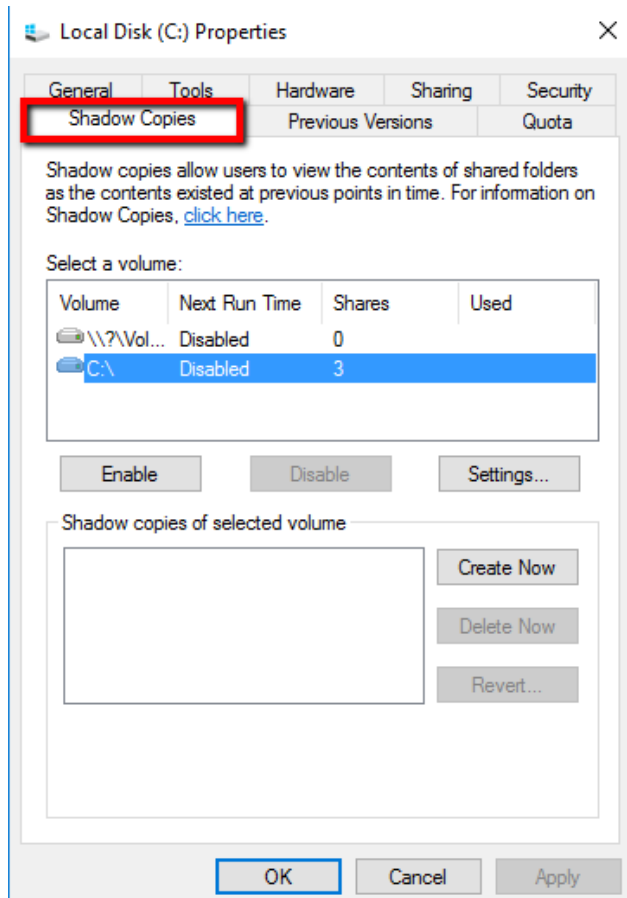 Local Disk (C:) Properties
General Tools Hardware Sharing Security
Shadow Copies Previous Versions Quota
Shadow copies allow users to view the contents of shared folders
as the contents existed at previous points in time. For information on
Shadow Copies, click here.
Select a volume:
Volume Next Run Time Shares Used
\\?\Vol... Disabled 0
C:\ Disabled 3
Enable Disable Settings...
Shadow copies of selected volume
Create Now
Delete Now
Revert...
OK Cancel Apply